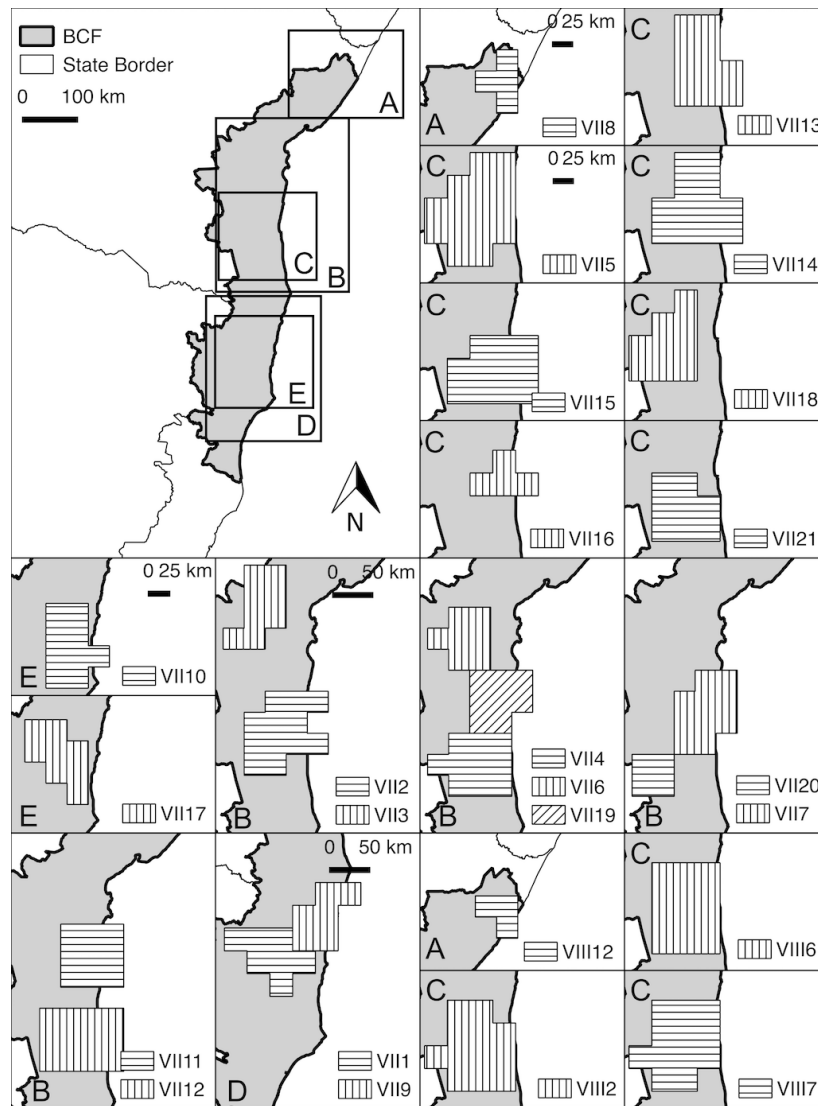 BCF
State Border
0 100 km
A
B
C
D
E
N
0 25 km
A
VII8
C
VII13
C
0 25 km
VII5
C
VII14
C
VII15
C
VII18
C
VII16
C
VII21
0 25 km
E
VII10
E
VII17
0 50 km
B
VII2
VII3
B
VII4
VII6
VII19
B
VII20
VII7
B
VII11
VII12
0 50 km
D
VII1
VII9
A
VIII12
C
VIII6
C
VIII2
C
VIII7